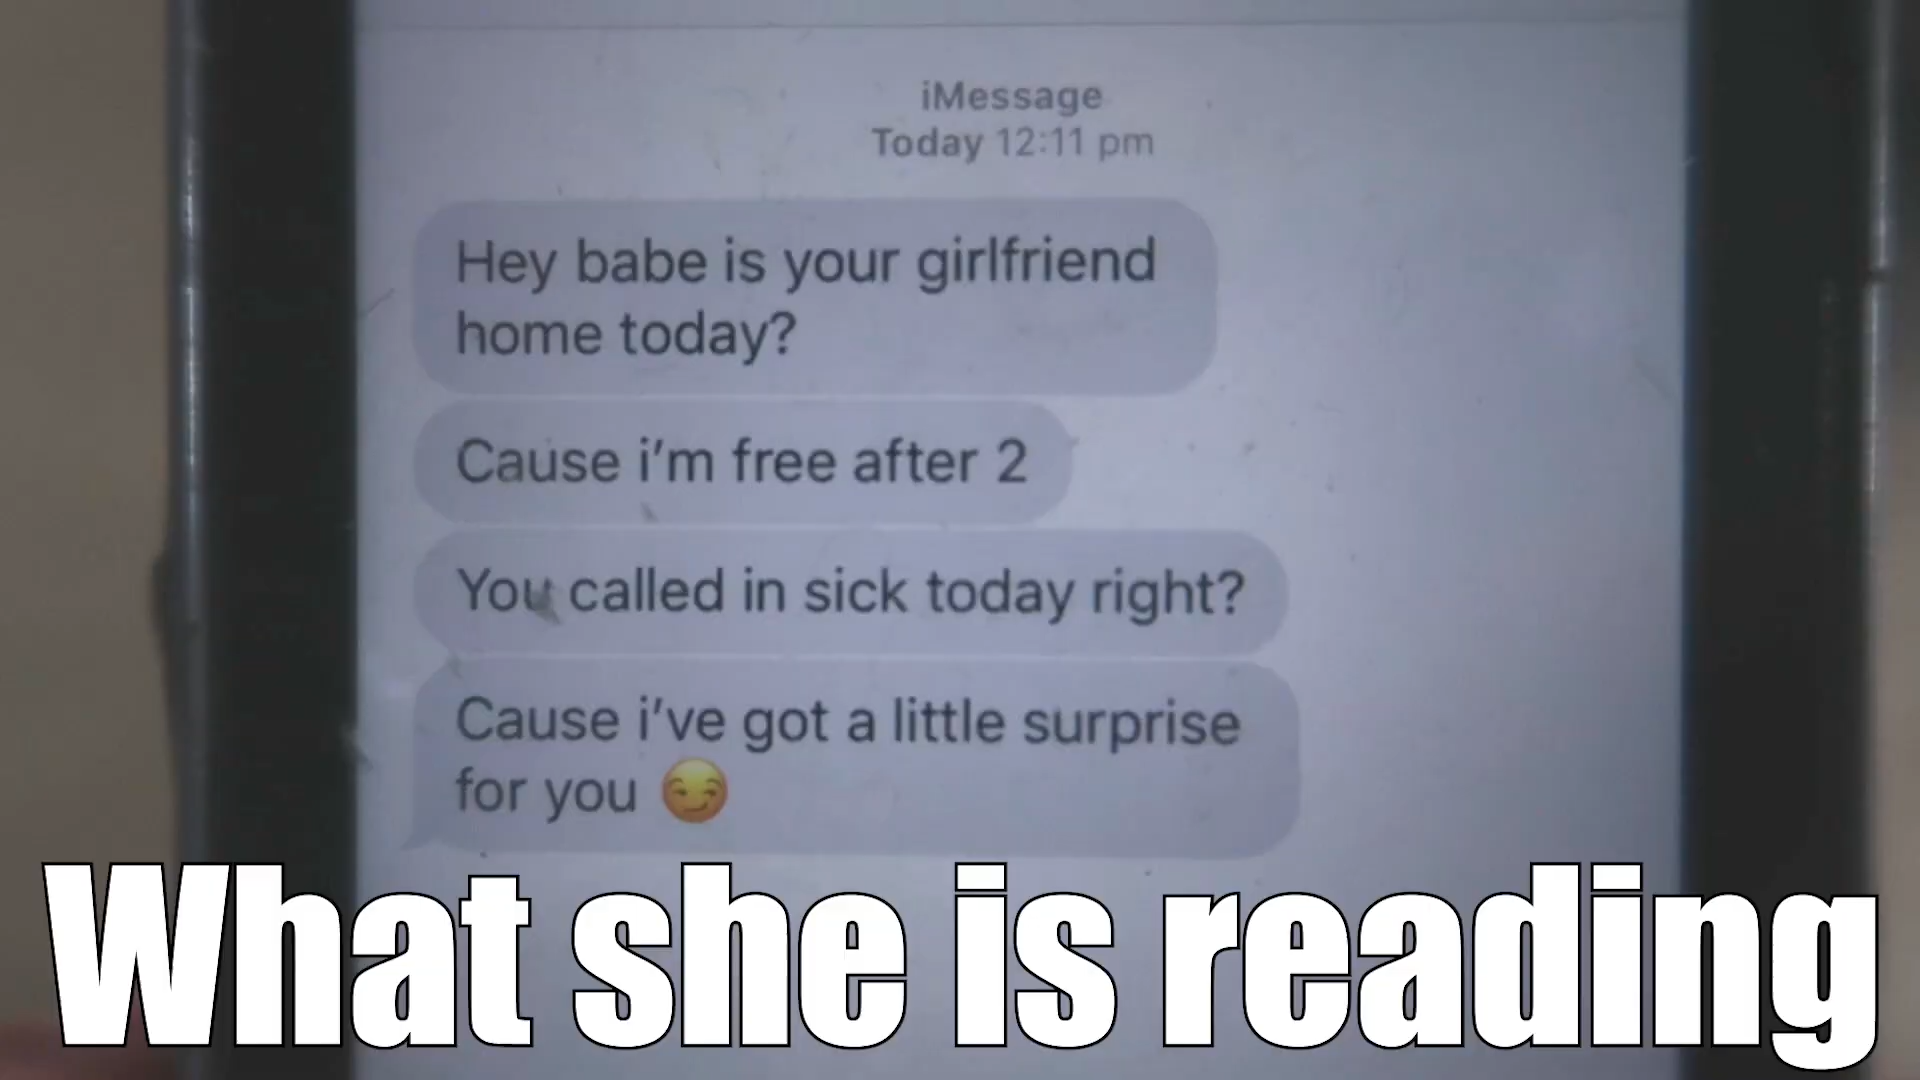 iMessage
Today 12:11 pm
Hey babe is your girlfriend
home today?
Cause i’m free after 2
You called in sick today right?
Cause i’ve got a little surprise
for you 😏
What she is reading